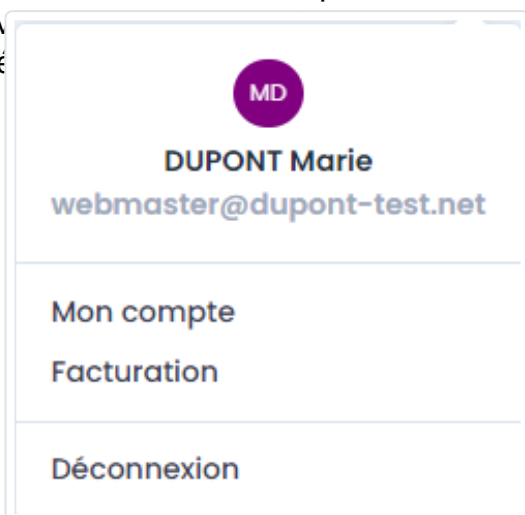 MD
DUPONT Marie
webmaster@dupont-test.net
Mon compte
Facturation
Déconnexion